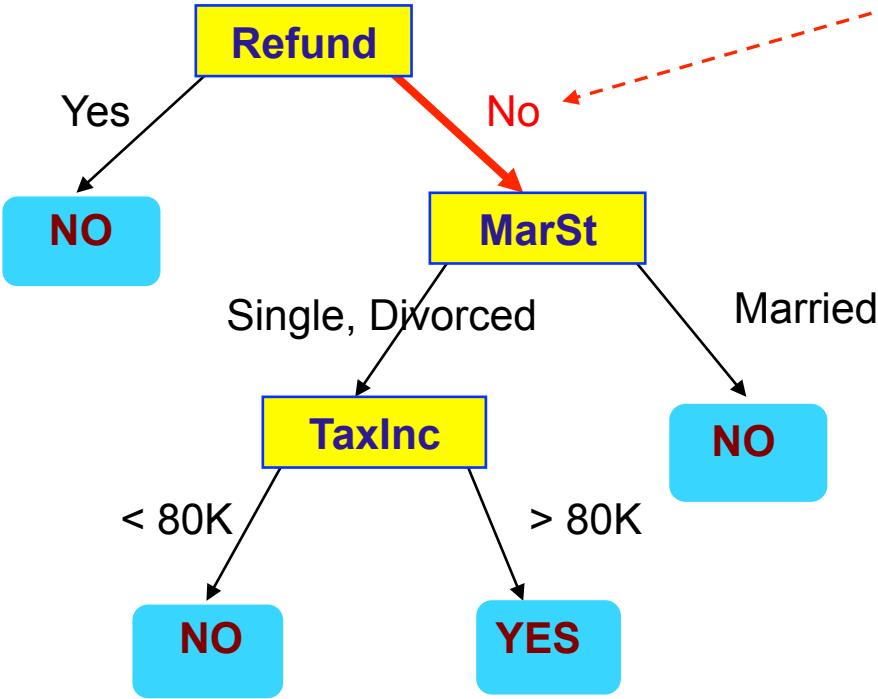 Refund
Yes
No
NO
MarSt
Single, Divorced
Married
TaxInc
NO
< 80K
> 80K
NO
YES